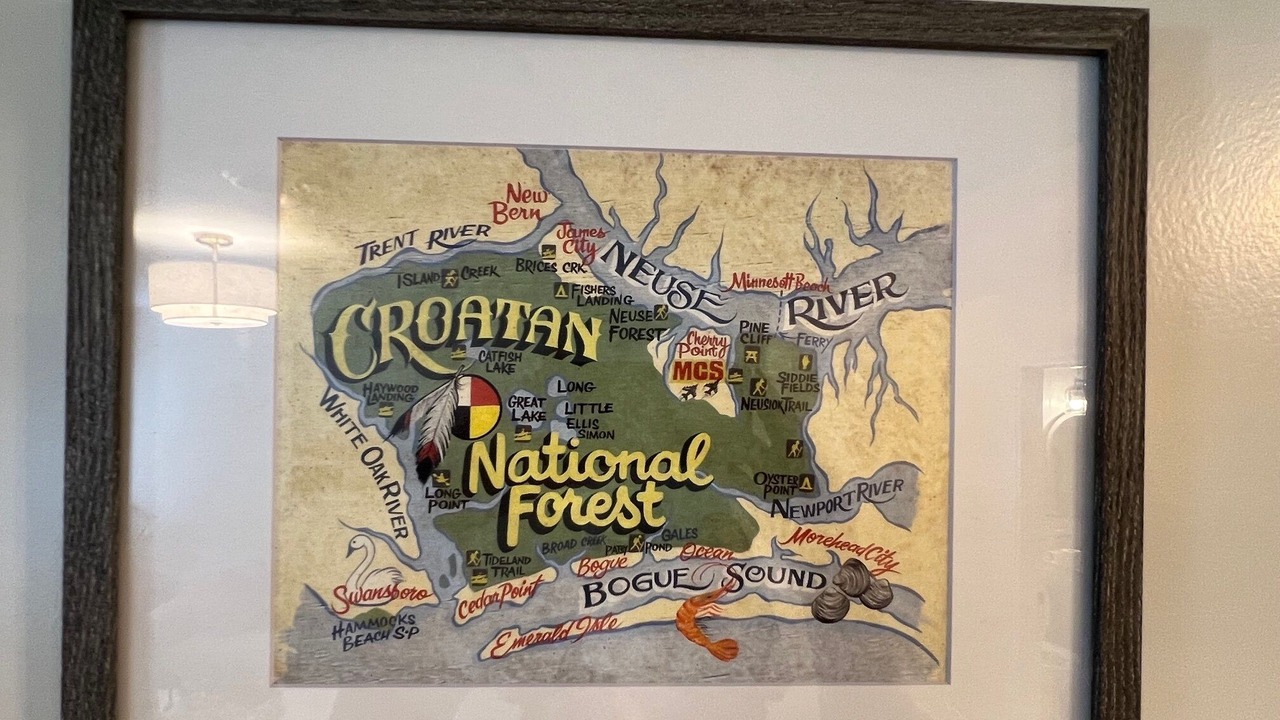 New
Bern
TRENT RIVER
James
City
NEUSE
RIVER
Minnesott Beach
ISLAND CREEK
BRICES CRK
FISHERS
LANDING
NEUSE
FOREST
CROATAN
CATFISH
LAKE
Cherry
Point
MCS
PINE
CLIFF
FERRY
SIDDIE
FIELDS
NEUSIOK TRAIL
HAYWOOD
LANDING
GREAT
LAKE
LONG
LITTLE
ELLIS
SIMON
WHITE OAK RIVER
National
Forest
LONG
POINT
OYSTER
POINT
NEWPORT RIVER
TIDELAND
TRAIL
BROAD CREEK
POND
GALES
Morehead City
Bogue
Ocean
BOGUE SOUND
Swansboro
Cedar Point
HAMMOCKS
BEACH S.P
Emerald Isle